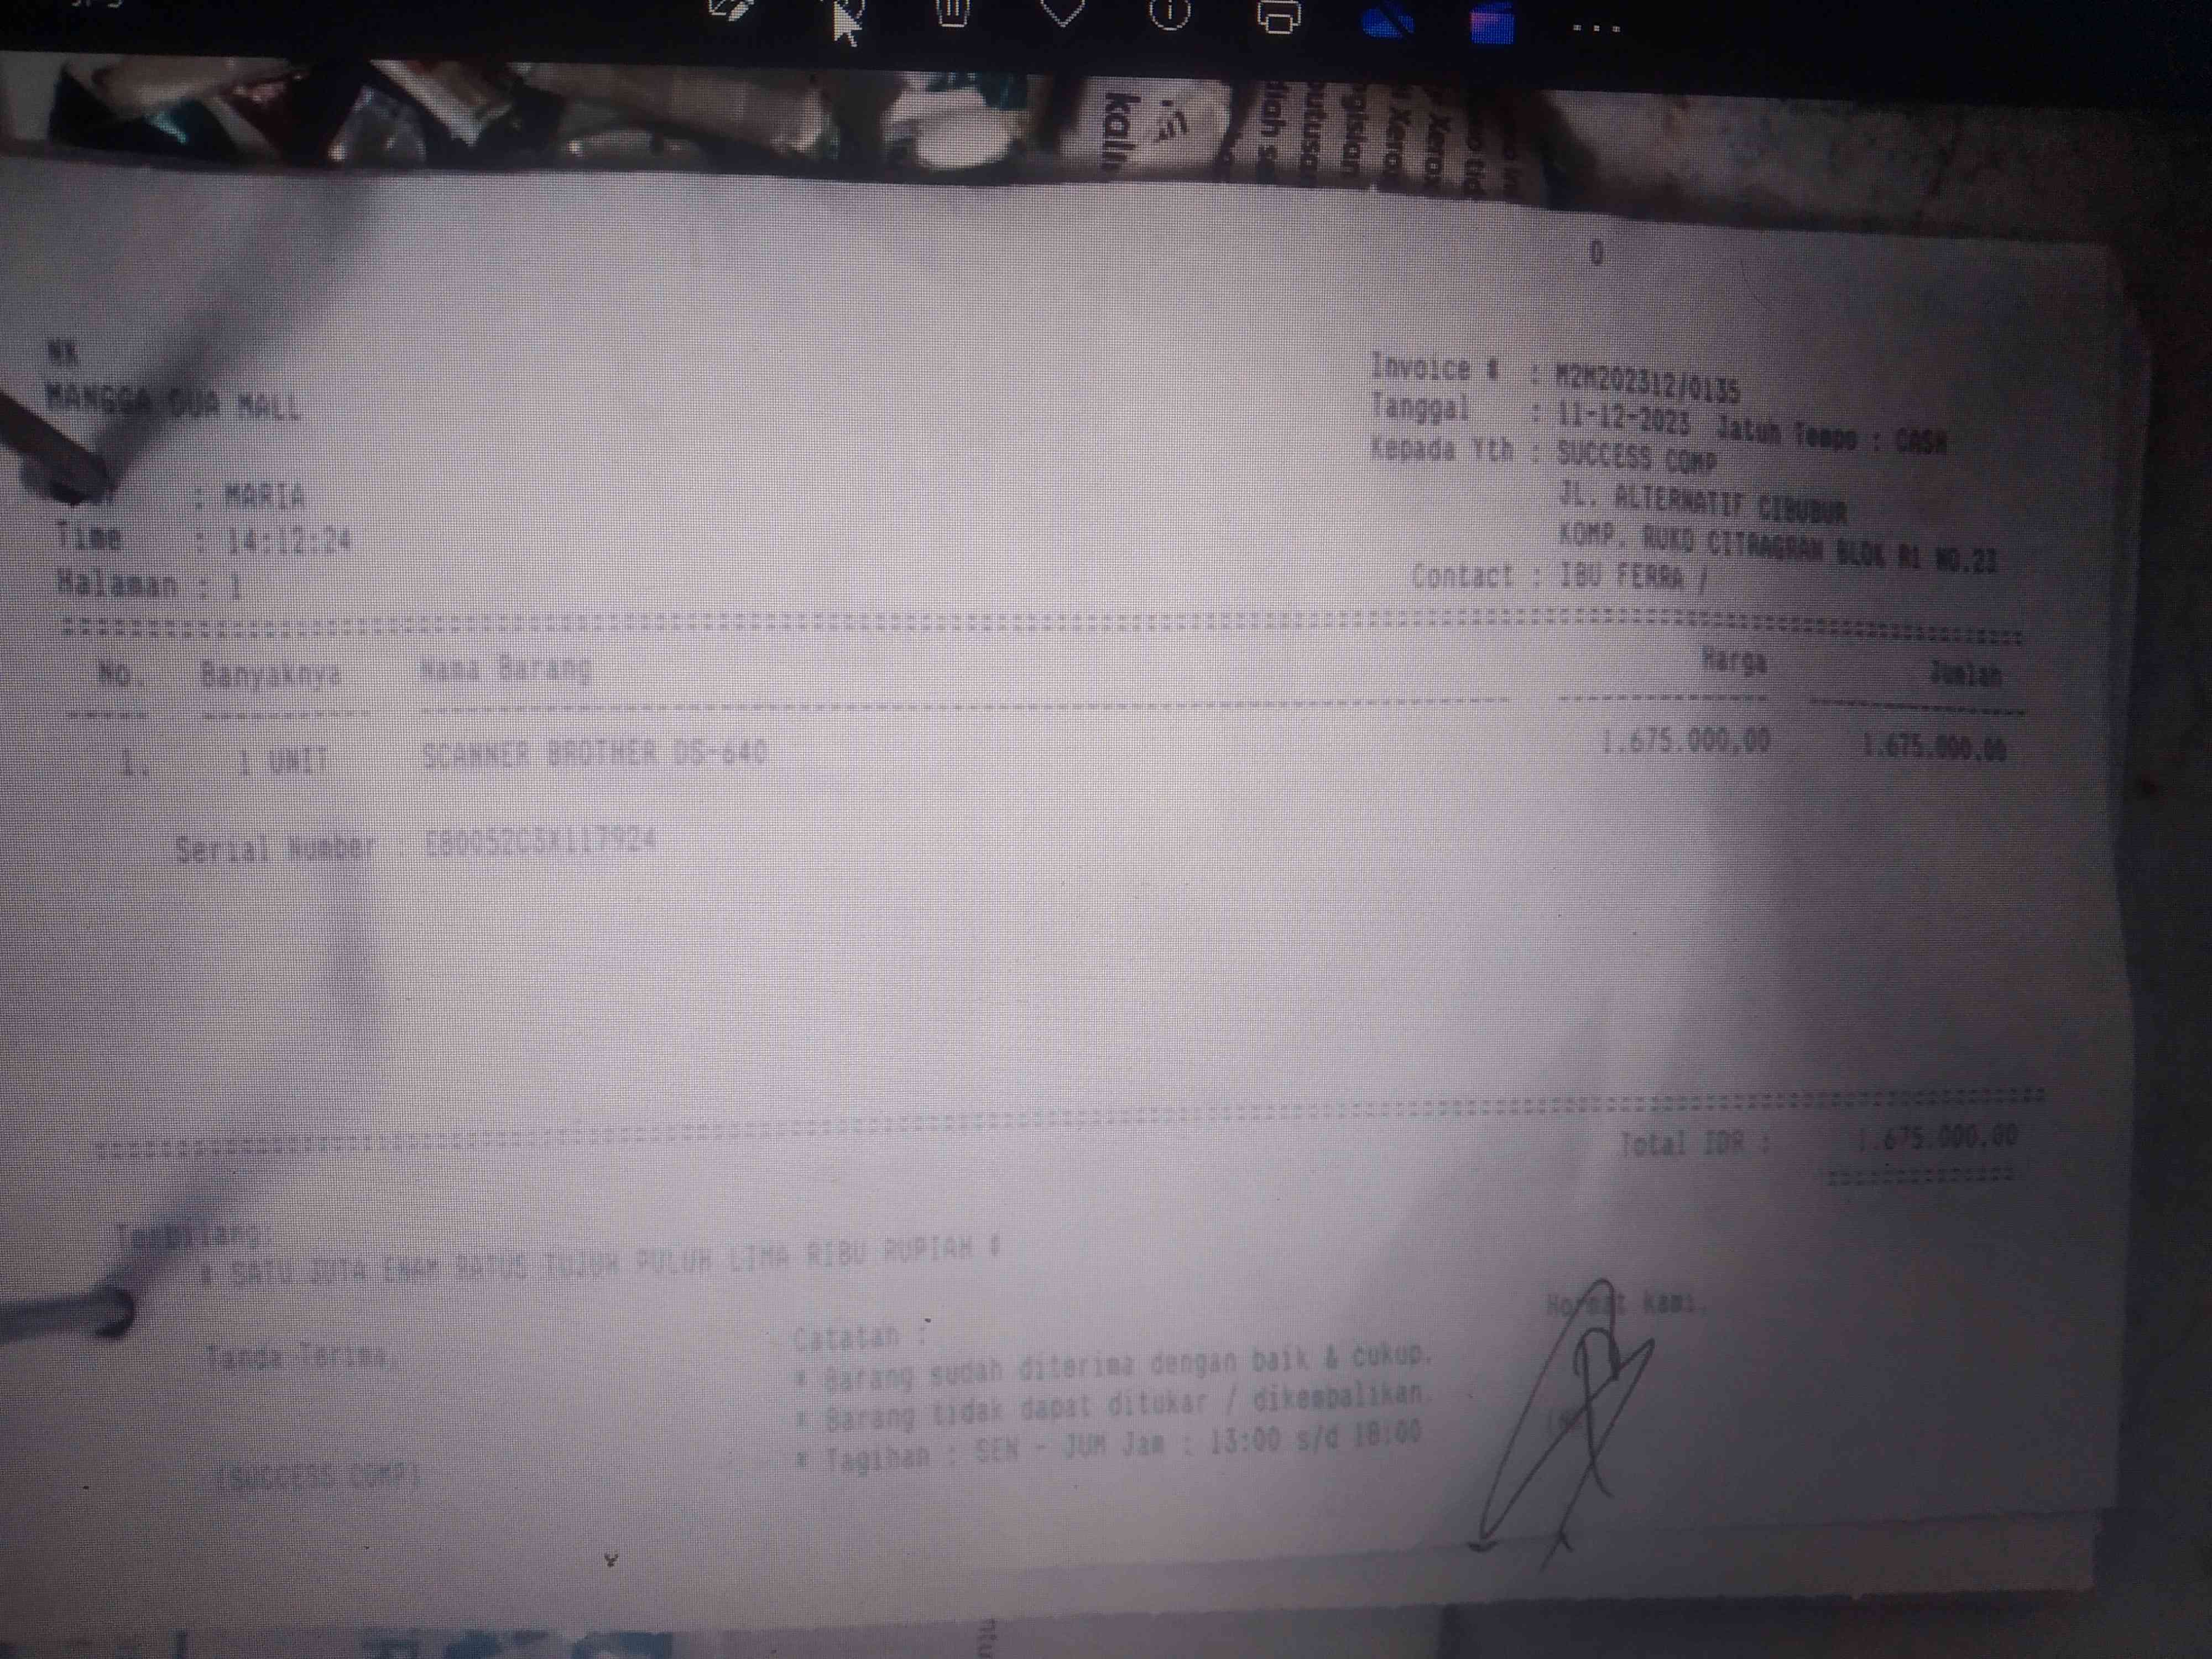 kalin
0
WK
MANGGA DUA MALL
: MARIA
Time : 14:12:24
Halaman : 1
Invoice # : M2M202312/0135
Tanggal : 11-12-2023 Jatuh Tempo : CASH
Kepada Yth : SUCCESS COMP
JL. ALTERNATIF CIBUBUR
KOMP. RUKO CITRAGRAN BLOK R1 NO.23
Contact : IBU FERRA /
No. Banyaknya Nama Barang Harga Jumlah
1. 1 UNIT SCANNER BROTHER DS-640 1.675.000,00 1.675.000,00
Serial Number : E80052C3X117924
Total IDR : 1.675.000,00
Terbilang:
# SATU JUTA ENAM RATUS TUJUH PULUH LIMA RIBU RUPIAH #
Tanda Terima,
(SUCCESS COMP)
Catatan :
* Barang sudah diterima dengan baik & cukup.
* Barang tidak dapat ditukar / dikembalikan.
* Tagihan : SEN - JUM Jam : 13:00 s/d 18:00
Hormat kami,